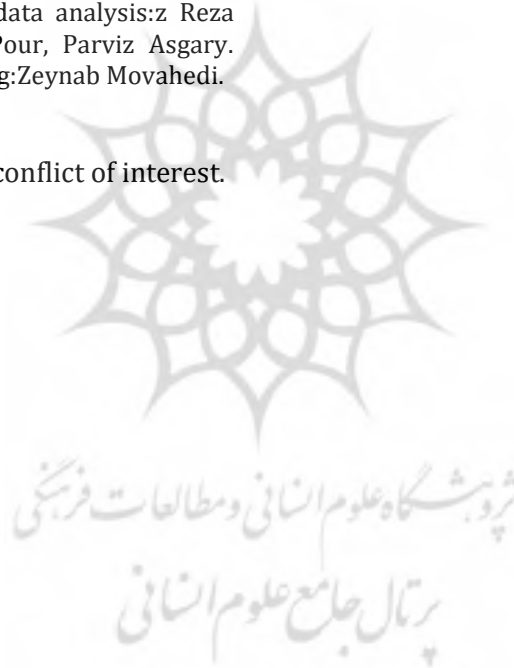 data analysis:z Reza
Pour, Parviz Asgary.
g:Zeynab Movahedi.
conflict of interest.
پژوهشگاه علوم انسانی و مطالعات فرهنگی
پرتال جامع علوم انسانی